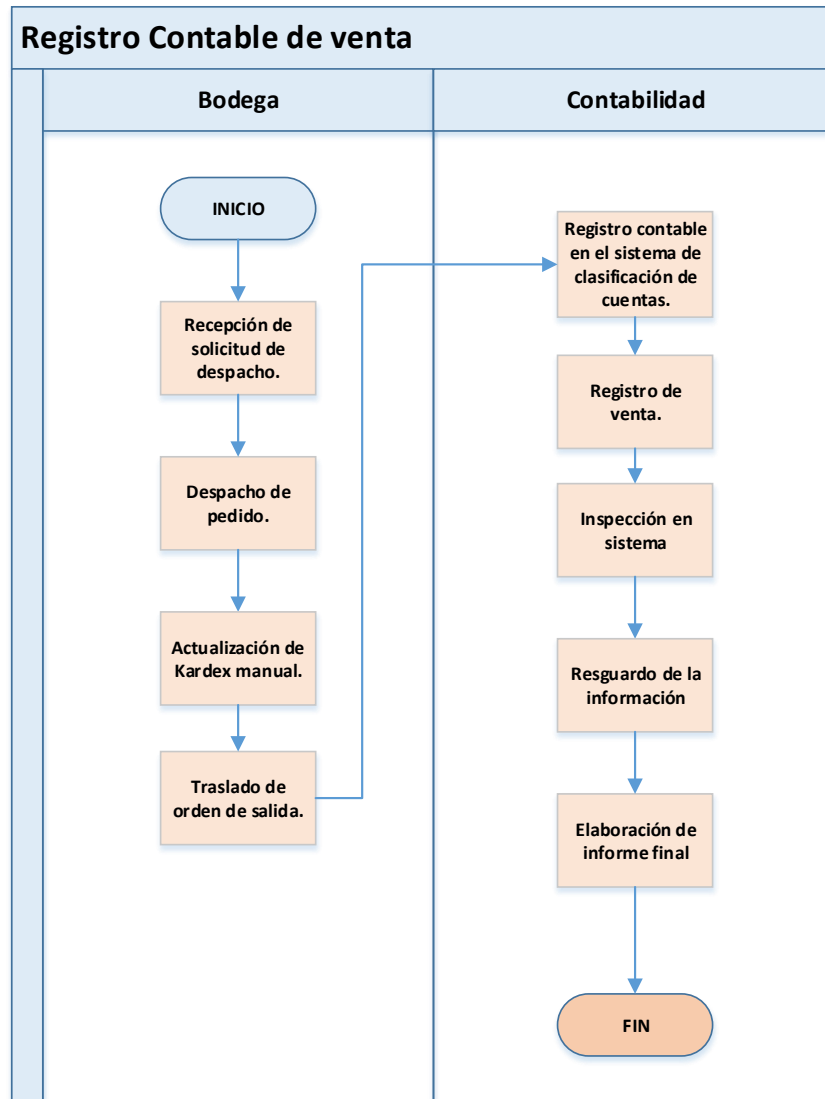 Registro Contable de venta
Bodega
Contabilidad
INICIO
Recepción de
solicitud de
despacho.
Despacho de
pedido.
Actualización de
Kardex manual.
Traslado de
orden de salida.
Registro contable
en el sistema de
clasificación de
cuentas.
Registro de
venta.
Inspección en
sistema
Resguardo de la
información
Elaboración de
informe final
FIN